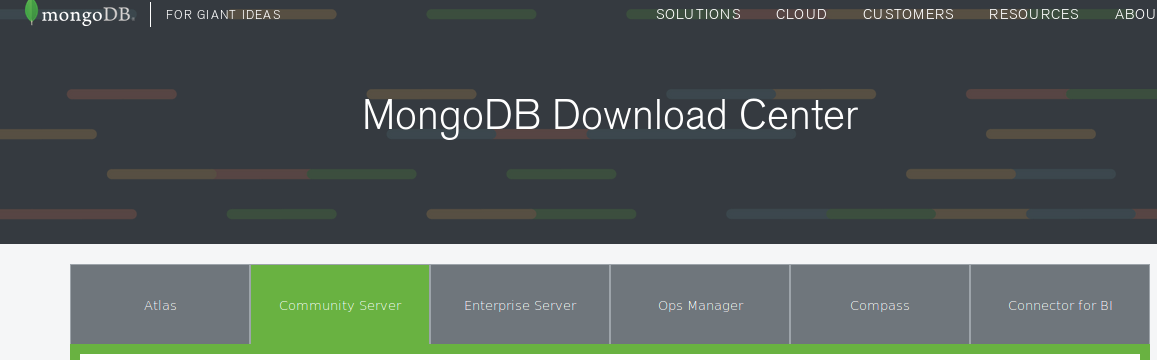 mongoDB. FOR GIANT IDEAS SOLUTIONS CLOUD CUSTOMERS RESOURCES ABOU
MongoDB Download Center
Atlas Community Server Enterprise Server Ops Manager Compass Connector for BI